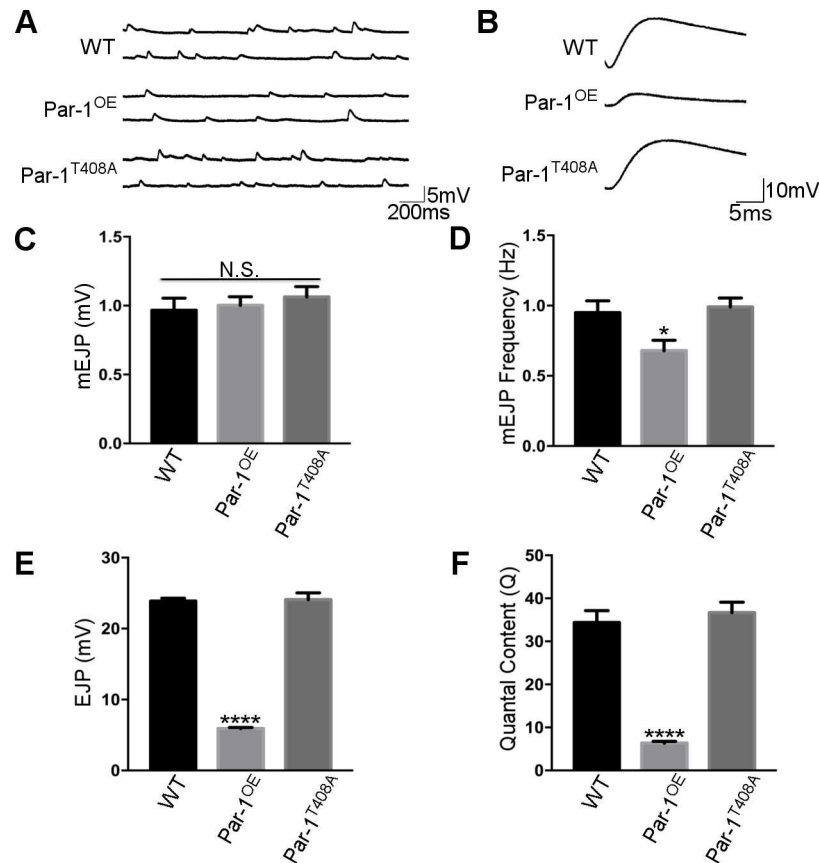 A
WT
Par-1OE
Par-1T408A
5mV
200ms
B
WT
Par-1OE
Par-1T408A
10mV
5ms
C
mEJP (mV)
1.5
1.0
0.5
0.0
N.S.
WT
Par-1OE
Par-1T408A
D
mEJP Frequency (Hz)
1.5
1.0
0.5
0.0
*
WT
Par-1OE
Par-1T408A
E
EJP (mV)
30
20
10
0
****
WT
Par-1OE
Par-1T408A
F
Quantal Content (Q)
50
40
30
20
10
0
****
WT
Par-1OE
Par-1T408A